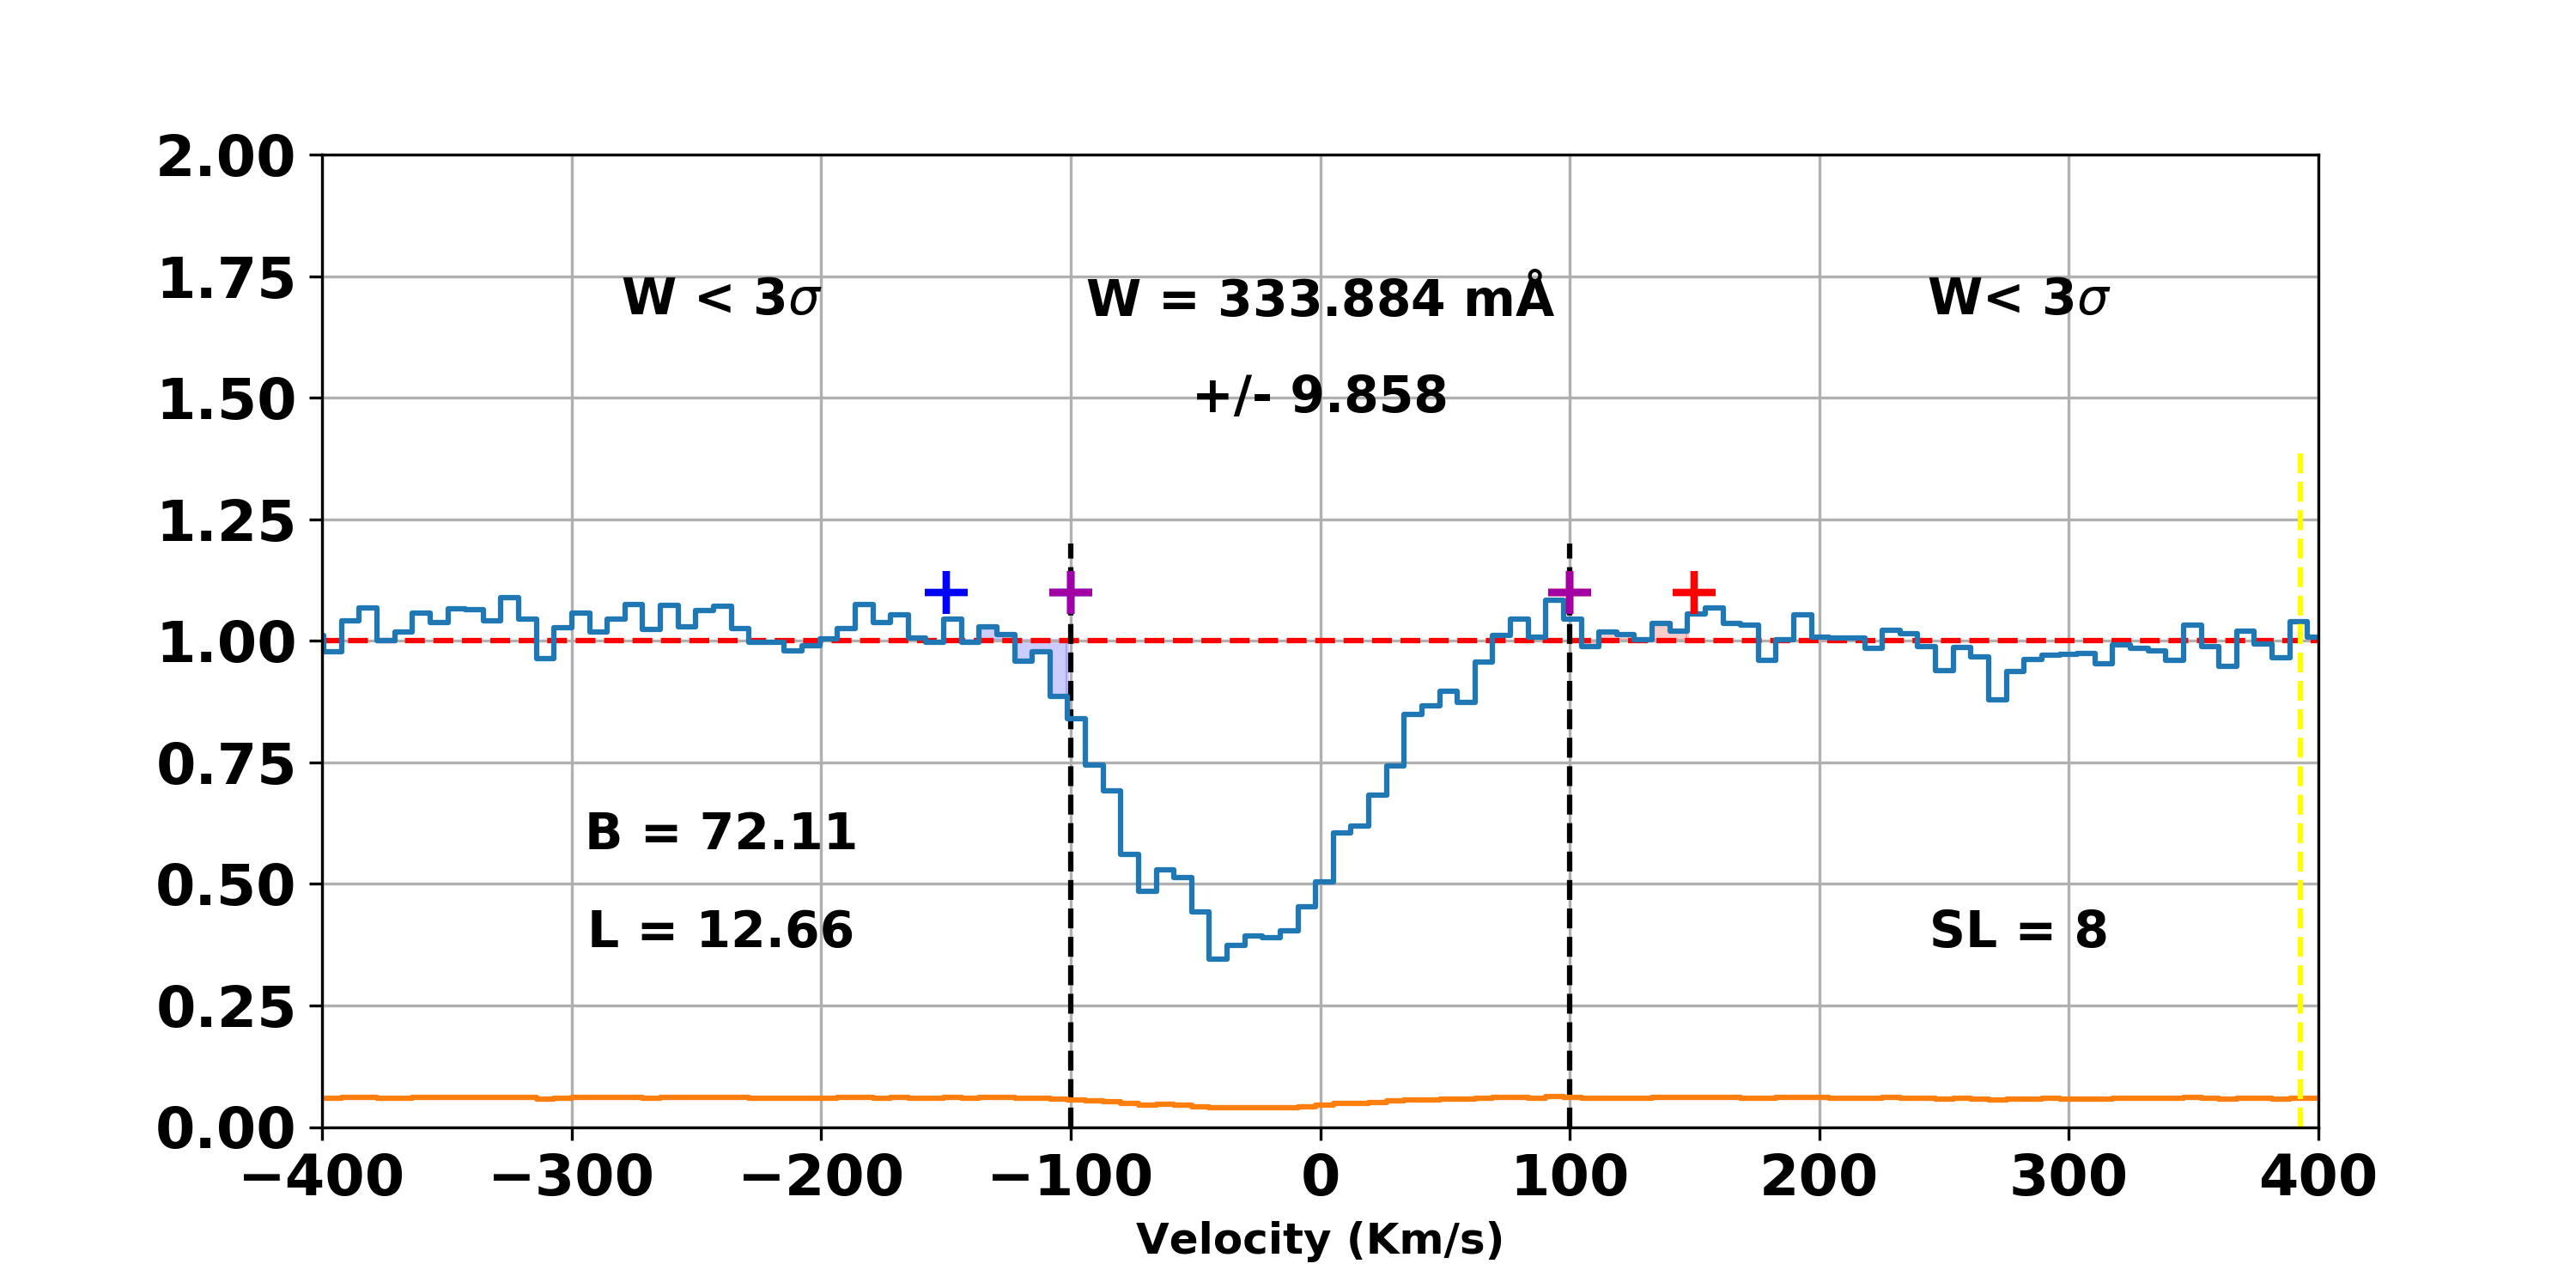 2.00
1.75
W < 3σ W = 333.884 mÅ W< 3σ
1.50
+/- 9.858
1.25
1.00
0.75
B = 72.11
0.50
L = 12.66 SL = 8
0.25
0.00
−400 −300 −200 −100 0 100 200 300 400
Velocity (Km/s)